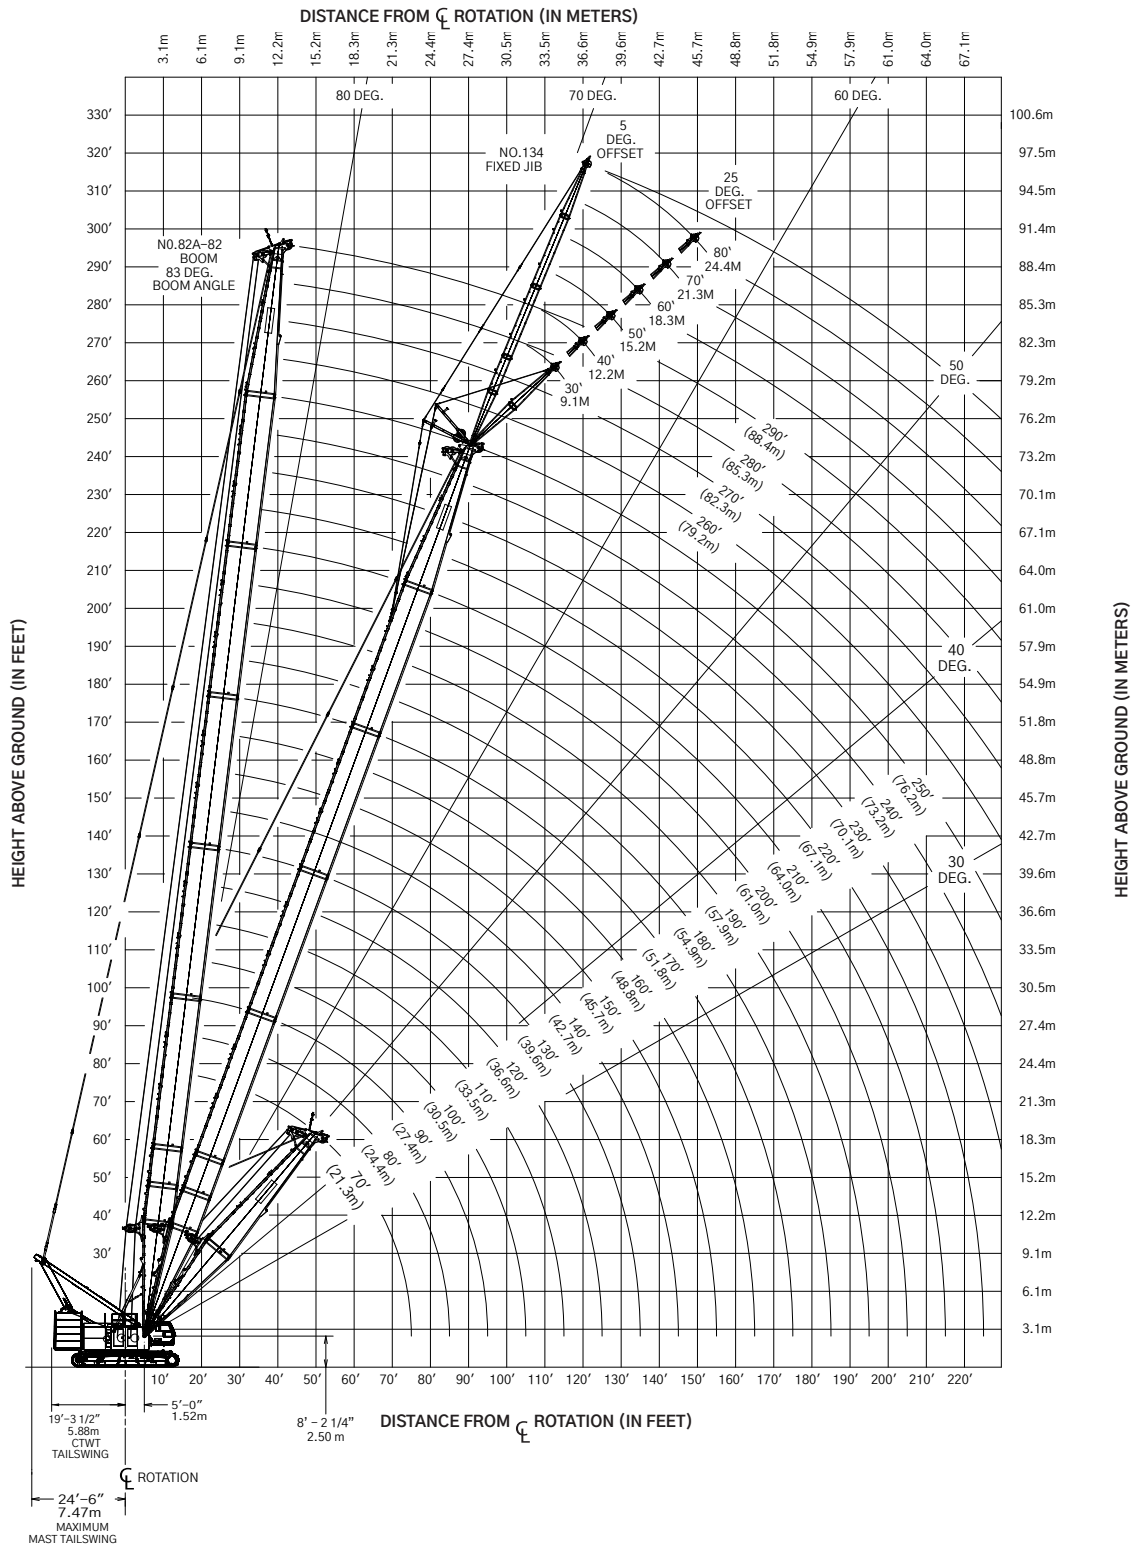 DISTANCE FROM ℄ ROTATION (IN METERS)
3.1m
6.1m
9.1m
12.2m
15.2m
18.3m
21.3m
24.4m
27.4m
30.5m
33.5m
36.6m
39.6m
42.7m
45.7m
48.8m
51.8m
54.9m
57.9m
61.0m
64.0m
67.1m
80 DEG.
70 DEG.
60 DEG.
330′
320′
310′
300′
290′
280′
270′
260′
250′
240′
230′
220′
210′
200′
190′
180′
170′
160′
150′
140′
130′
120′
110′
100′
90′
80′
70′
60′
50′
40′
30′
HEIGHT ABOVE GROUND (IN FEET)
100.6m
97.5m
94.5m
91.4m
88.4m
85.3m
82.3m
79.2m
76.2m
73.2m
70.1m
67.1m
64.0m
61.0m
57.9m
54.9m
51.8m
48.8m
45.7m
42.7m
39.6m
36.6m
33.5m
30.5m
27.4m
24.4m
21.3m
18.3m
15.2m
12.2m
9.1m
6.1m
3.1m
HEIGHT ABOVE GROUND (IN METERS)
5
DEG.
OFFSET
NO.134
FIXED JIB
25
DEG.
OFFSET
N0.82A–82
BOOM
83 DEG.
BOOM ANGLE
80‵
24.4M
70‵
21.3M
60‵
18.3M
50‵
15.2M
40‵
12.2M
30‵
9.1M
50
DEG.
40
DEG.
30
DEG.
290′
(88.4m)
280′
(85.3m)
270′
(82.3m)
260′
(79.2m)
250′
(76.2m)
240′
(73.2m)
230′
(70.1m)
220′
(67.1m)
210′
(64.0m)
200′
(61.0m)
190′
(57.9m)
180′
(54.9m)
170′
(51.8m)
160′
(48.8m)
150′
(45.7m)
140′
(42.7m)
130′
(39.6m)
120′
(36.6m)
110′
(33.5m)
100′
(30.5m)
90′
(27.4m)
80′
(24.4m)
70′
(21.3m)
10′
20′
30′
40′
50′
60′
70′
80′
90′
100′
110′
120′
130′
140′
150′
160′
170′
180′
190′
200′
210′
220′
DISTANCE FROM ℄ ROTATION (IN FEET)
19′–3 1/2″
5.88m
CTWT
TAILSWING
5′–0″
1.52m
8′ – 2 1/4″
2.50 m
℄ ROTATION
24′–6″
7.47m
MAXIMUM
MAST TAILSWING